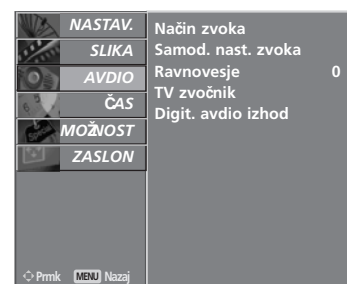 NASTAV.
SLIKA
AVDIO
ČAS
MOŽNOST
ZASLON
Način zvoka
Samod. nast. zvoka
Ravnovesje 0
TV zvočnik
Digit. avdio izhod
Prmk MENU Nazaj